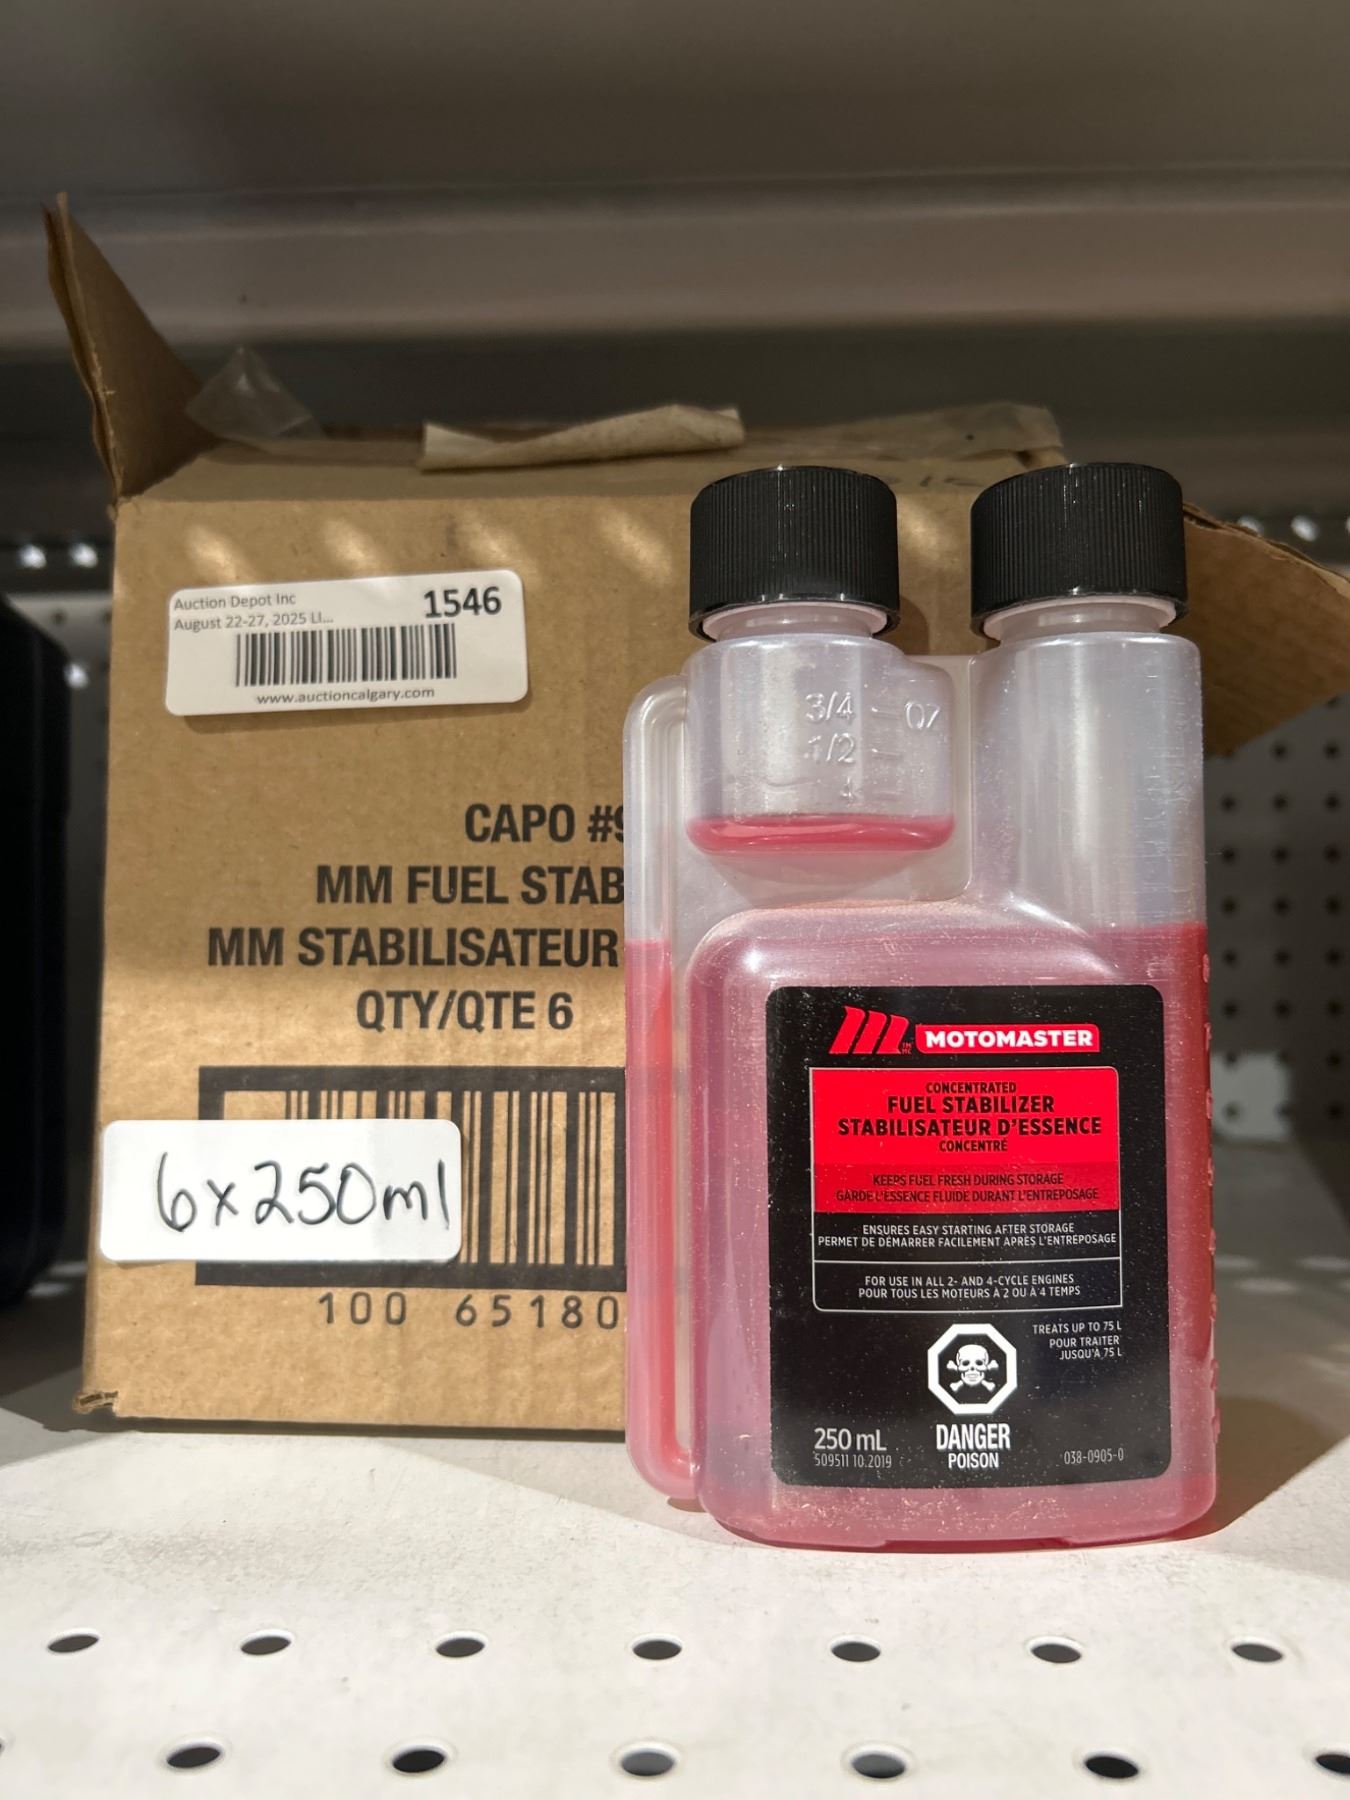 Auction Depot Inc
1546
August 22-27, 2025 LI...
www.auctioncalgary.com
CAPO #
MM FUEL STAB
MM STABILISATEUR
QTY/QTE 6
6x250ml
100 65180
3/4
OZ
1/2
MOTOMASTER
CONCENTRATED
FUEL STABILIZER
STABILISATEUR D'ESSENCE
CONCENTRÉ
KEEPS FUEL FRESH DURING STORAGE
GARDE L'ESSENCE FLUIDE DURANT L'ENTREPOSAGE
ENSURES EASY STARTING AFTER STORAGE
PERMET DE DÉMARRER FACILEMENT APRÈS L'ENTREPOSAGE
FOR USE IN ALL 2- AND 4-CYCLE ENGINES
POUR TOUS LES MOTEURS À 2 OU À 4 TEMPS
TREATS UP TO 75 L
POUR TRAITER
JUSQU'À 75 L
250 mL
509511 10.2019
DANGER
POISON
038-0905-0